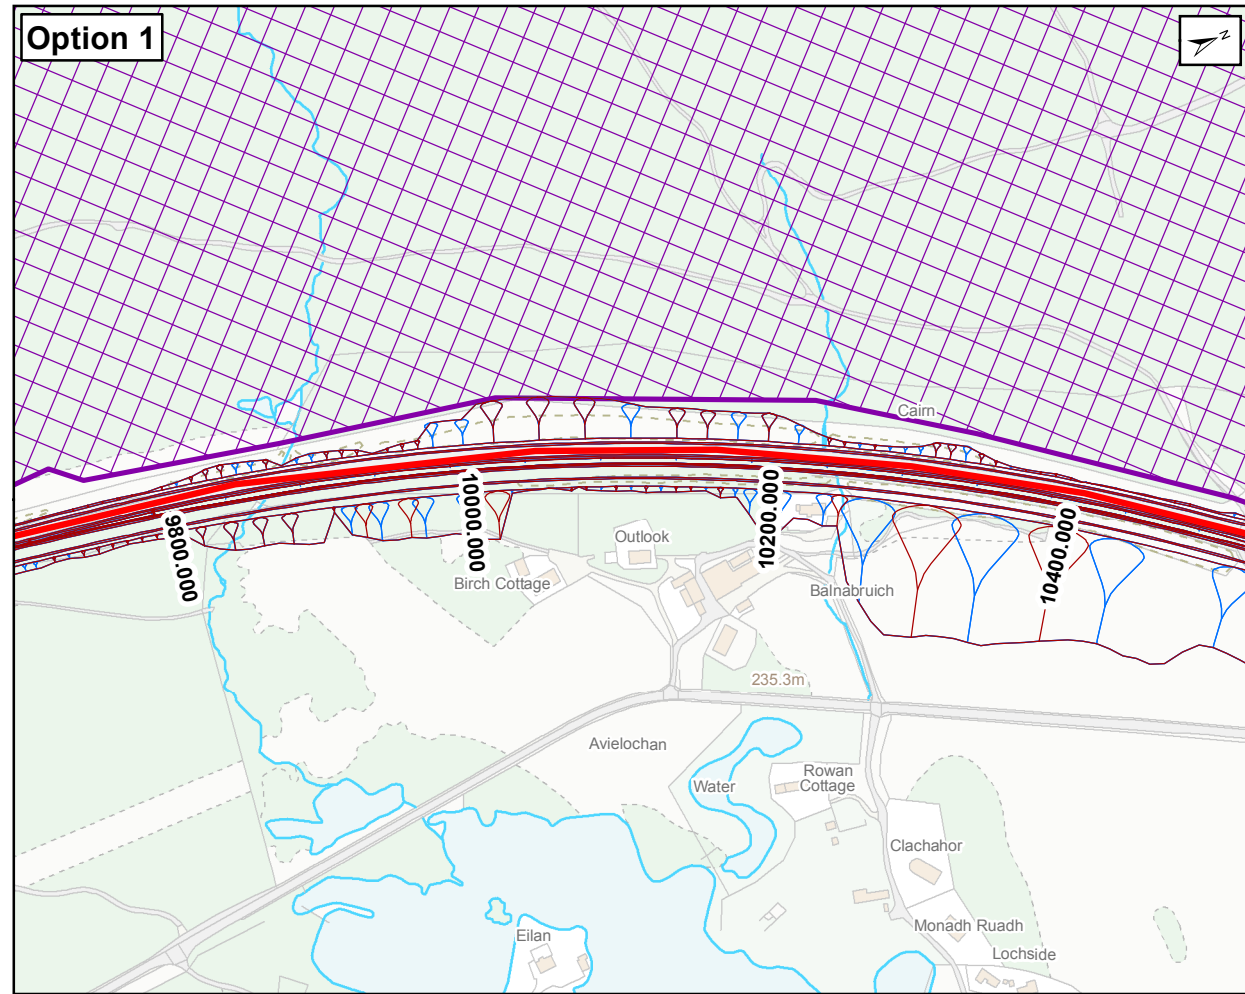 Option 1
N
Cairn
9800.000
10000.000
10200.000
10400.000
Outlook
Birch Cottage
Balnabruich
235.3m
Avielochan
Water
Rowan
Cottage
Clachahor
Monadh Ruadh
Eilan
Lochside